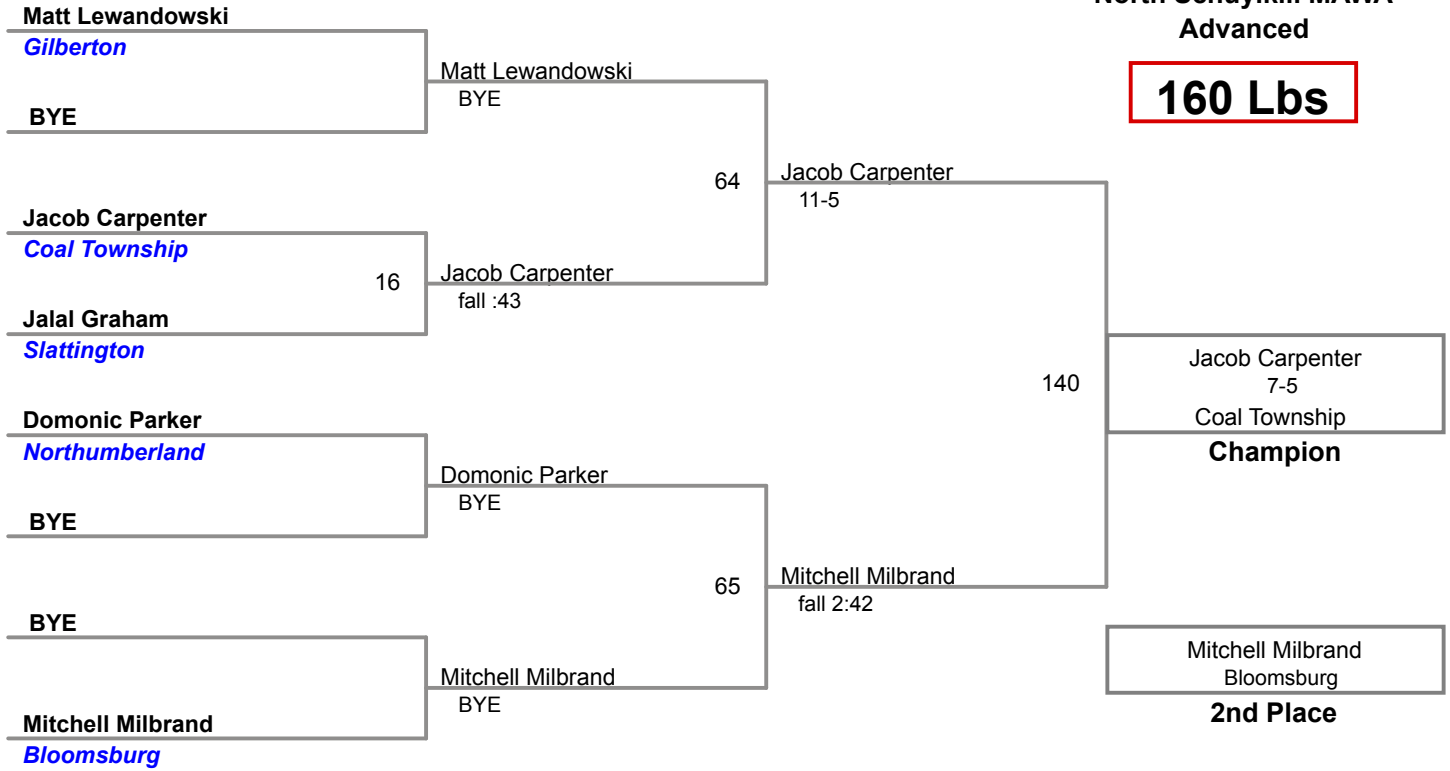 North Schuylkill MAWA
Advanced
160 Lbs
Matt Lewandowski
Gilberton
BYE
Matt Lewandowski
BYE
Jacob Carpenter
Coal Township
16
Jalal Graham
Slattington
Jacob Carpenter
fall :43
64
Jacob Carpenter
11-5
Domonic Parker
Northumberland
BYE
Domonic Parker
BYE
BYE
Mitchell Milbrand
Bloomsburg
Mitchell Milbrand
BYE
65
Mitchell Milbrand
fall 2:42
140
Jacob Carpenter
7-5
Coal Township
Champion
Mitchell Milbrand
Bloomsburg
2nd Place